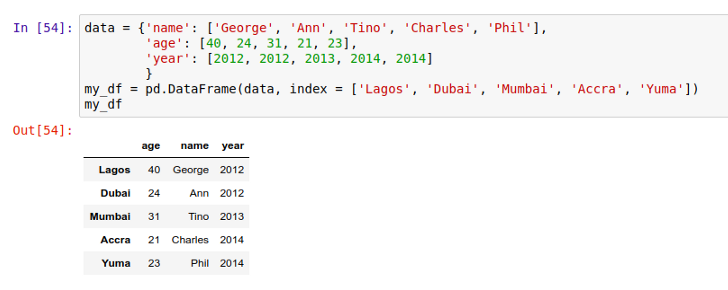 In [54]: data = {'name': ['George', 'Ann', 'Tino', 'Charles', 'Phil'],
'age': [40, 24, 31, 21, 23],
'year': [2012, 2012, 2013, 2014, 2014]
}
my_df = pd.DataFrame(data, index = ['Lagos', 'Dubai', 'Mumbai', 'Accra', 'Yuma'])
my_df
Out[54]:
age name year
Lagos 40 George 2012
Dubai 24 Ann 2012
Mumbai 31 Tino 2013
Accra 21 Charles 2014
Yuma 23 Phil 2014